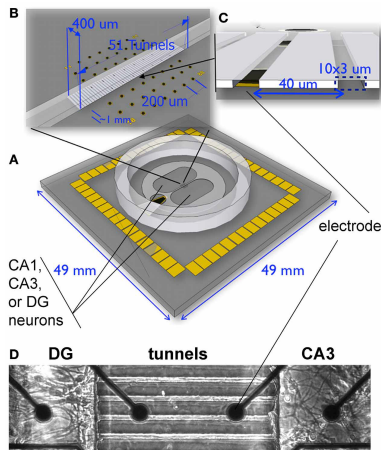 B
400 um
51 Tunnels
200 um
~1 mm
C
10x3 um
40 um
A
electrode
49 mm
49 mm
CA1,
CA3,
or DG
neurons
D
DG
tunnels
CA3